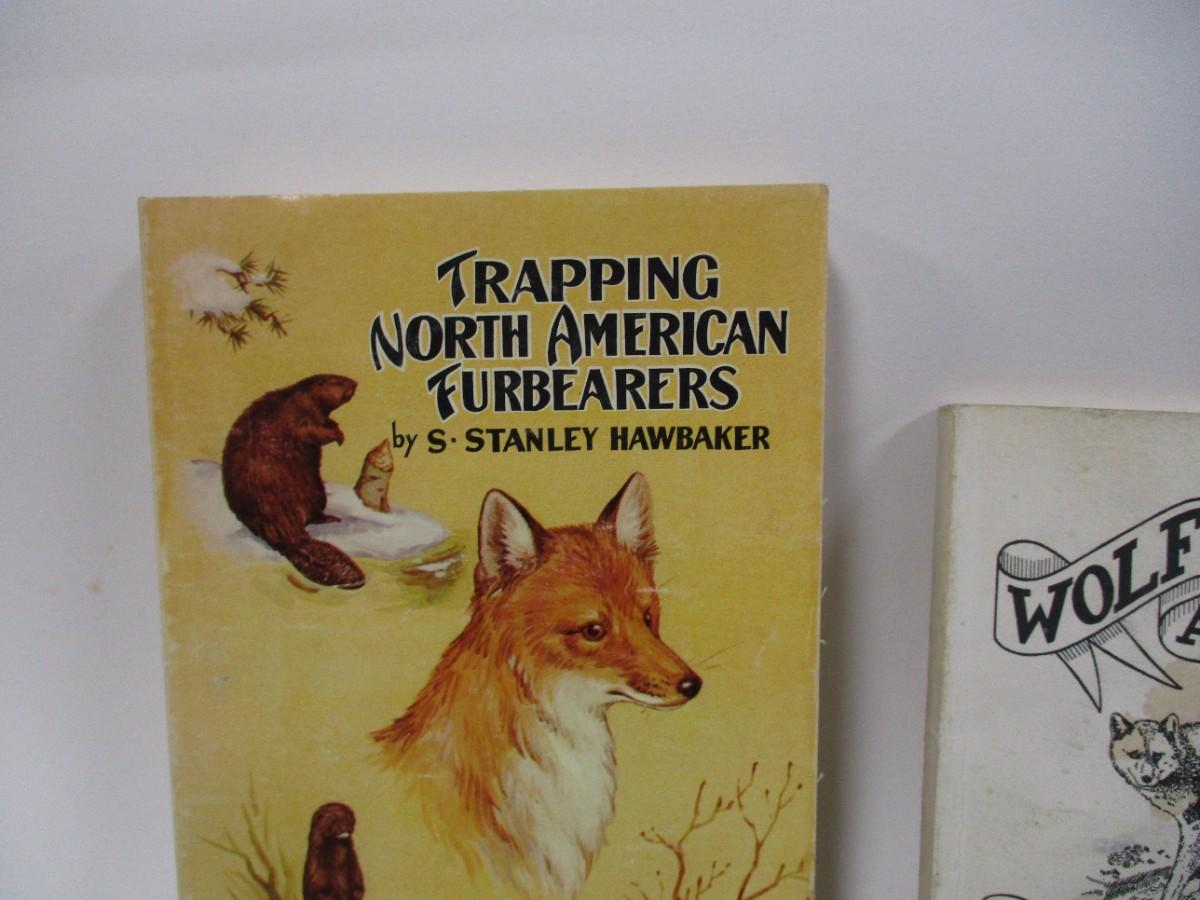 TRAPPING
NORTH AMERICAN
FURBEARERS
by S. STANLEY HAWBAKER
WOLF